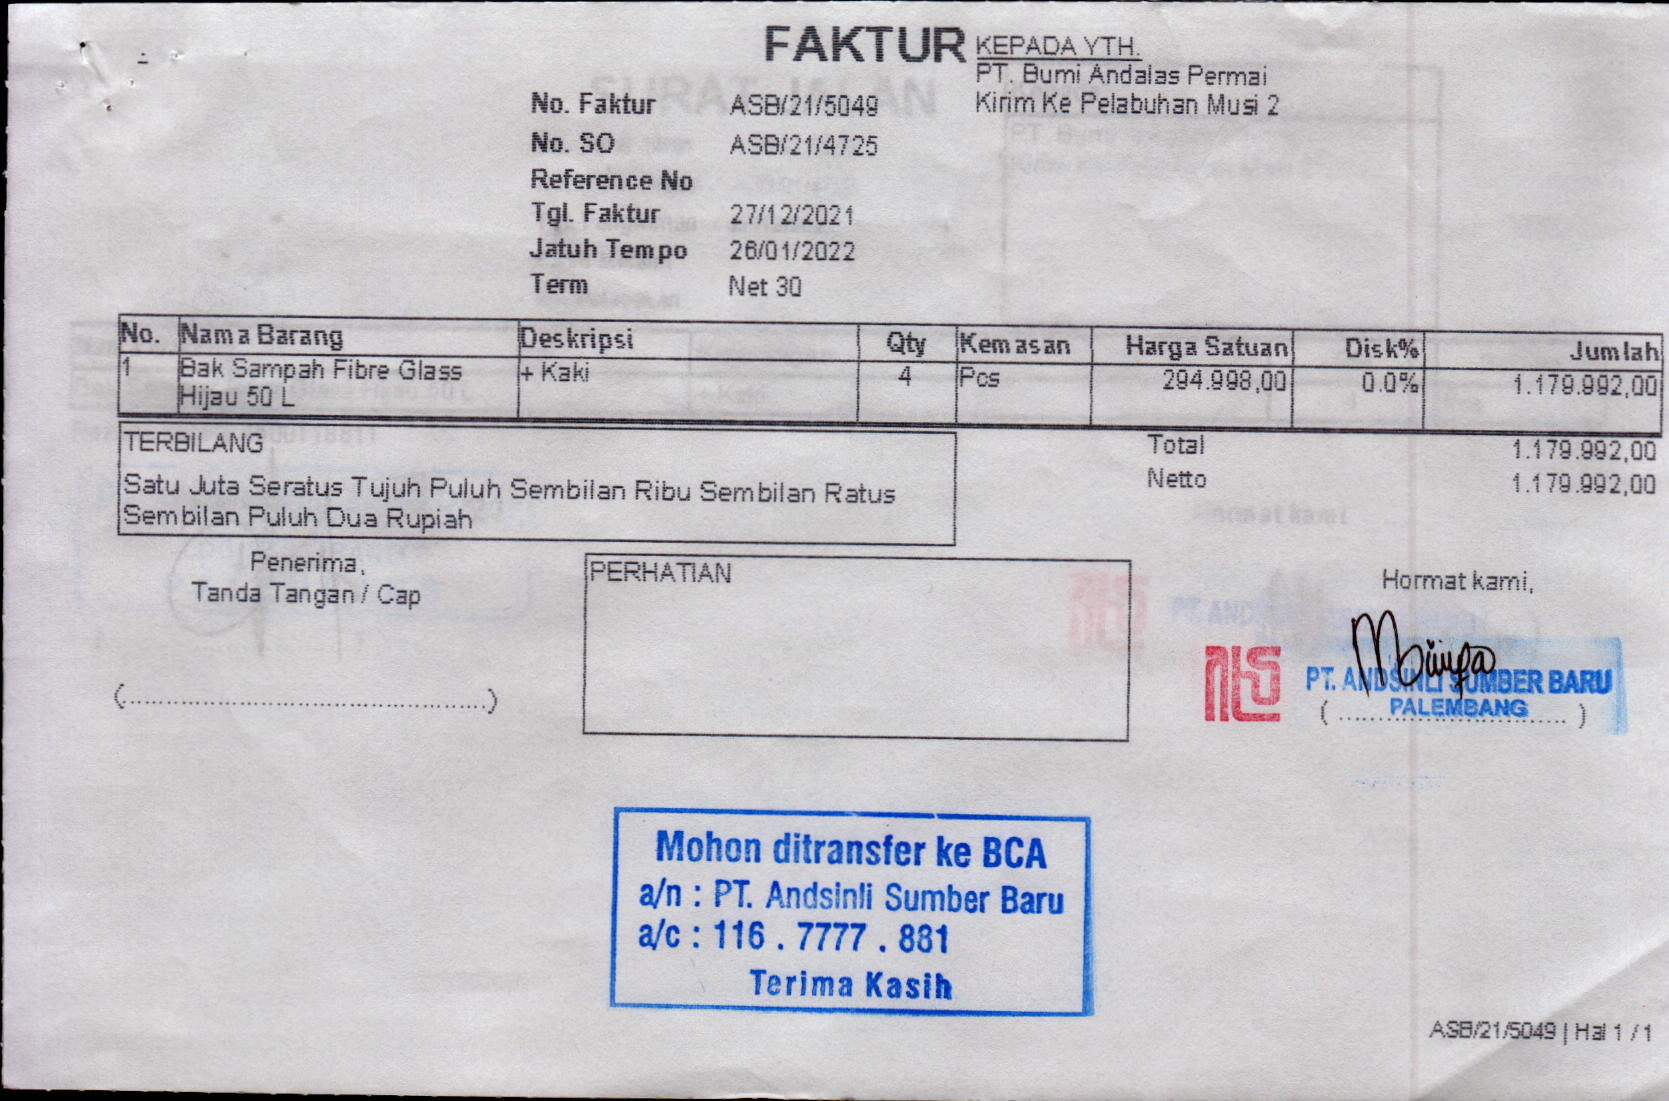 FAKTUR
KEPADA YTH.
PT. Bumi Andalas Permai
Kirim Ke Pelabuhan Musi 2
No. Faktur ASB/21/5049
No. SO ASB/21/4725
Reference No
Tgl. Faktur 27/12/2021
Jatuh Tempo 26/01/2022
Term Net 30
No. Nama Barang Deskripsi Qty Kemasan Harga Satuan Disk% Jumlah
1 Bak Sampah Fibre Glass + Kaki 4 Pcs 294.998,00 0.0% 1.179.992,00
Hijau 50 L
TERBILANG
Satu Juta Seratus Tujuh Puluh Sembilan Ribu Sembilan Ratus
Sembilan Puluh Dua Rupiah
Total 1.179.992,00
Netto 1.179.992,00
Penerima,
Tanda Tangan / Cap
(................................................)
PERHATIAN
Hormat kami,
PT. ANDSINLI SUMBER BARU
PALEMBANG
(..............................)
Mohon ditransfer ke BCA
a/n : PT. Andsinli Sumber Baru
a/c : 116 . 7777 . 881
Terima Kasih
ASB/21/5049 | Hal 1 / 1